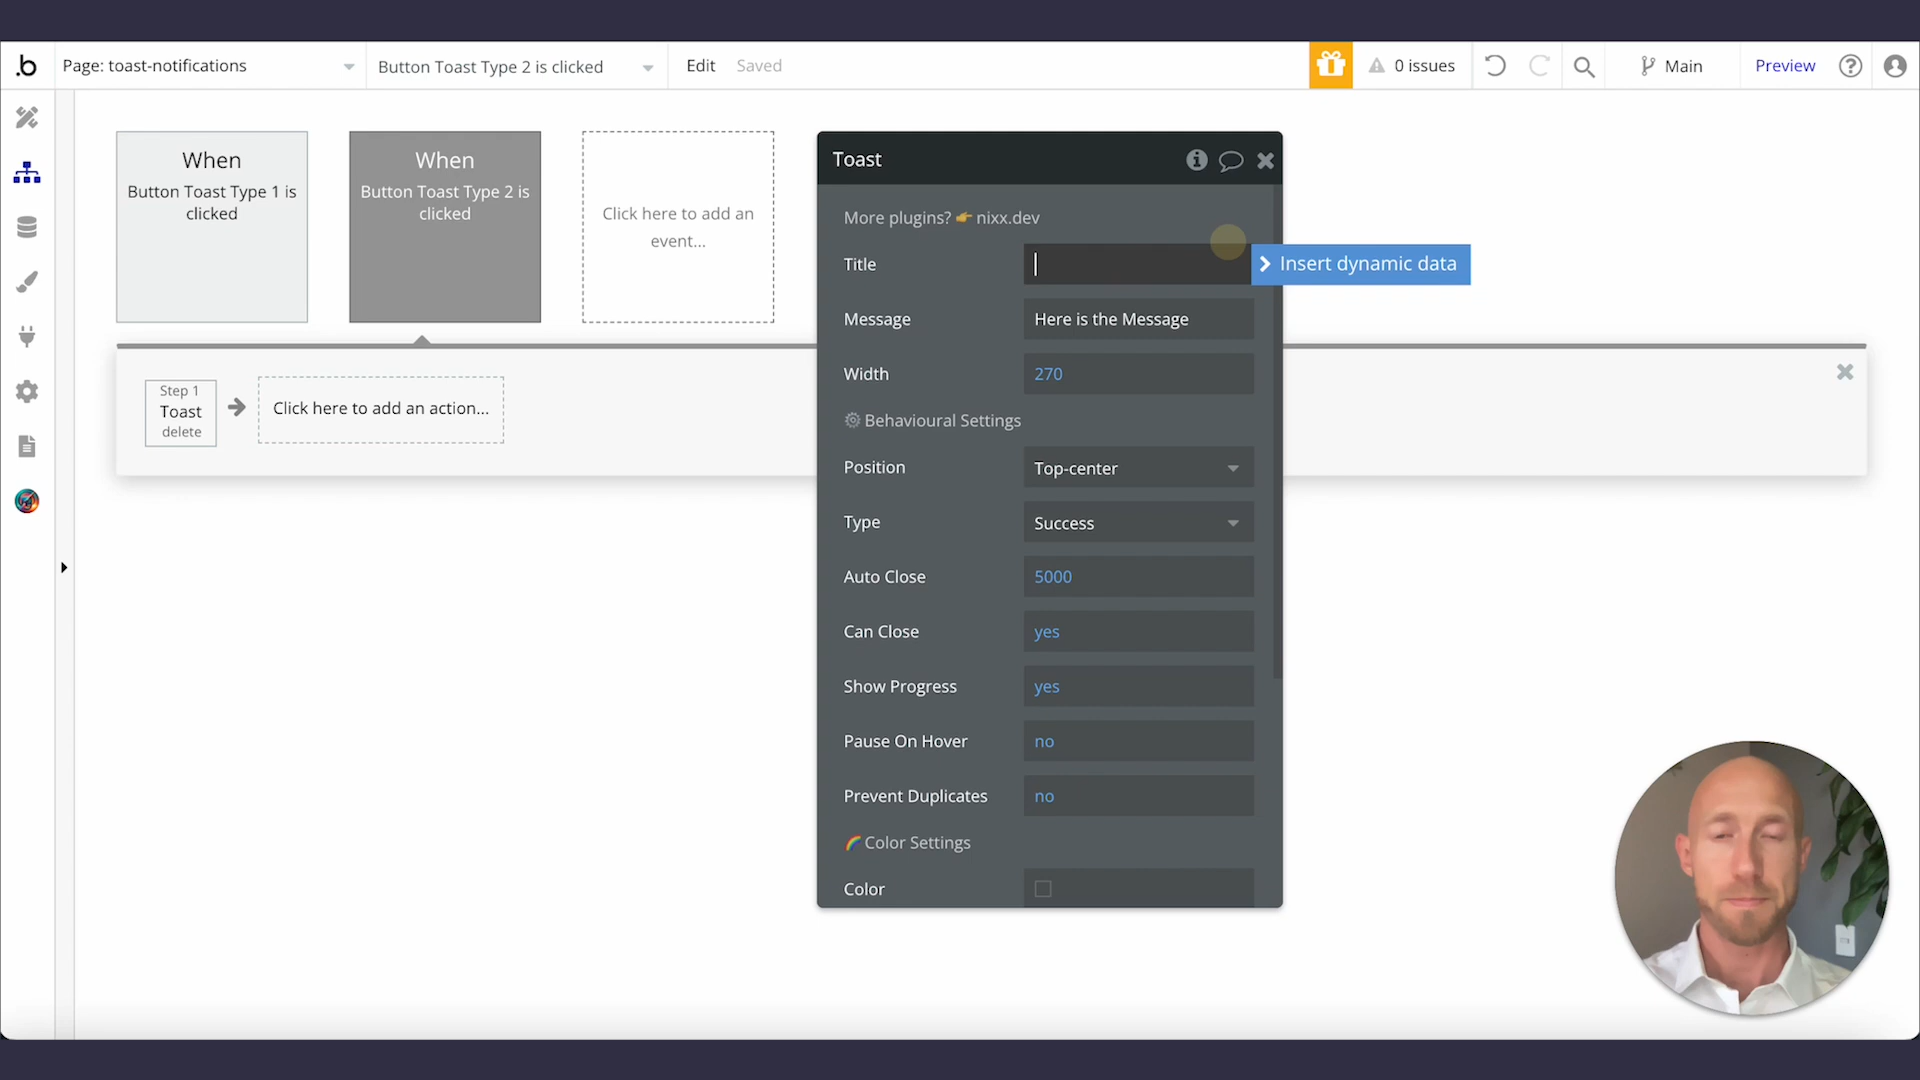 .b
Page: toast-notifications
Button Toast Type 2 is clicked
Edit
Saved
0 issues
Main
Preview
When
Button Toast Type 1 is
clicked
When
Button Toast Type 2 is
clicked
Click here to add an
event...
Toast
More plugins? 👉 nixx.dev
Title
Insert dynamic data
Message
Here is the Message
Width
270
Behavioural Settings
Position
Top-center
Type
Success
Auto Close
5000
Can Close
yes
Show Progress
yes
Pause On Hover
no
Prevent Duplicates
no
🌈 Color Settings
Color
Step 1
Toast
delete
Click here to add an action...